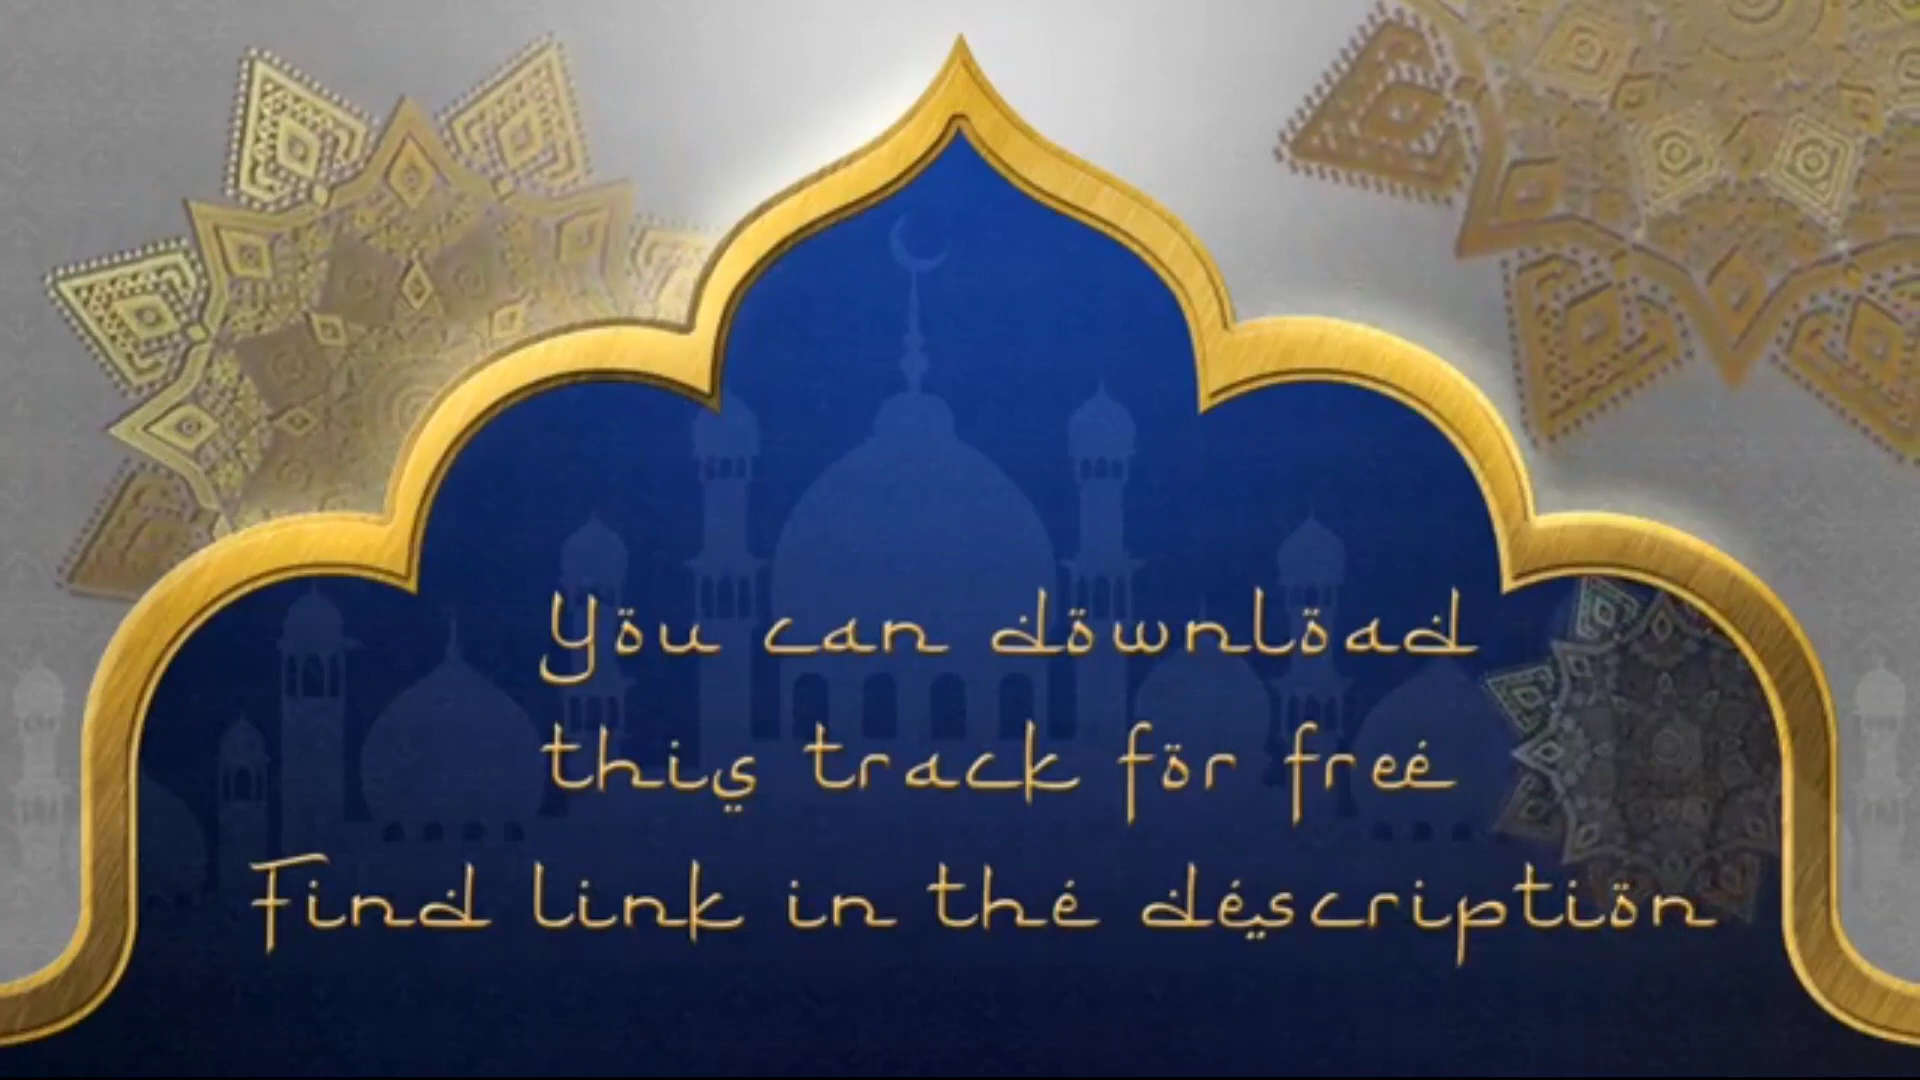 You can download
this track for free
Find link in the description